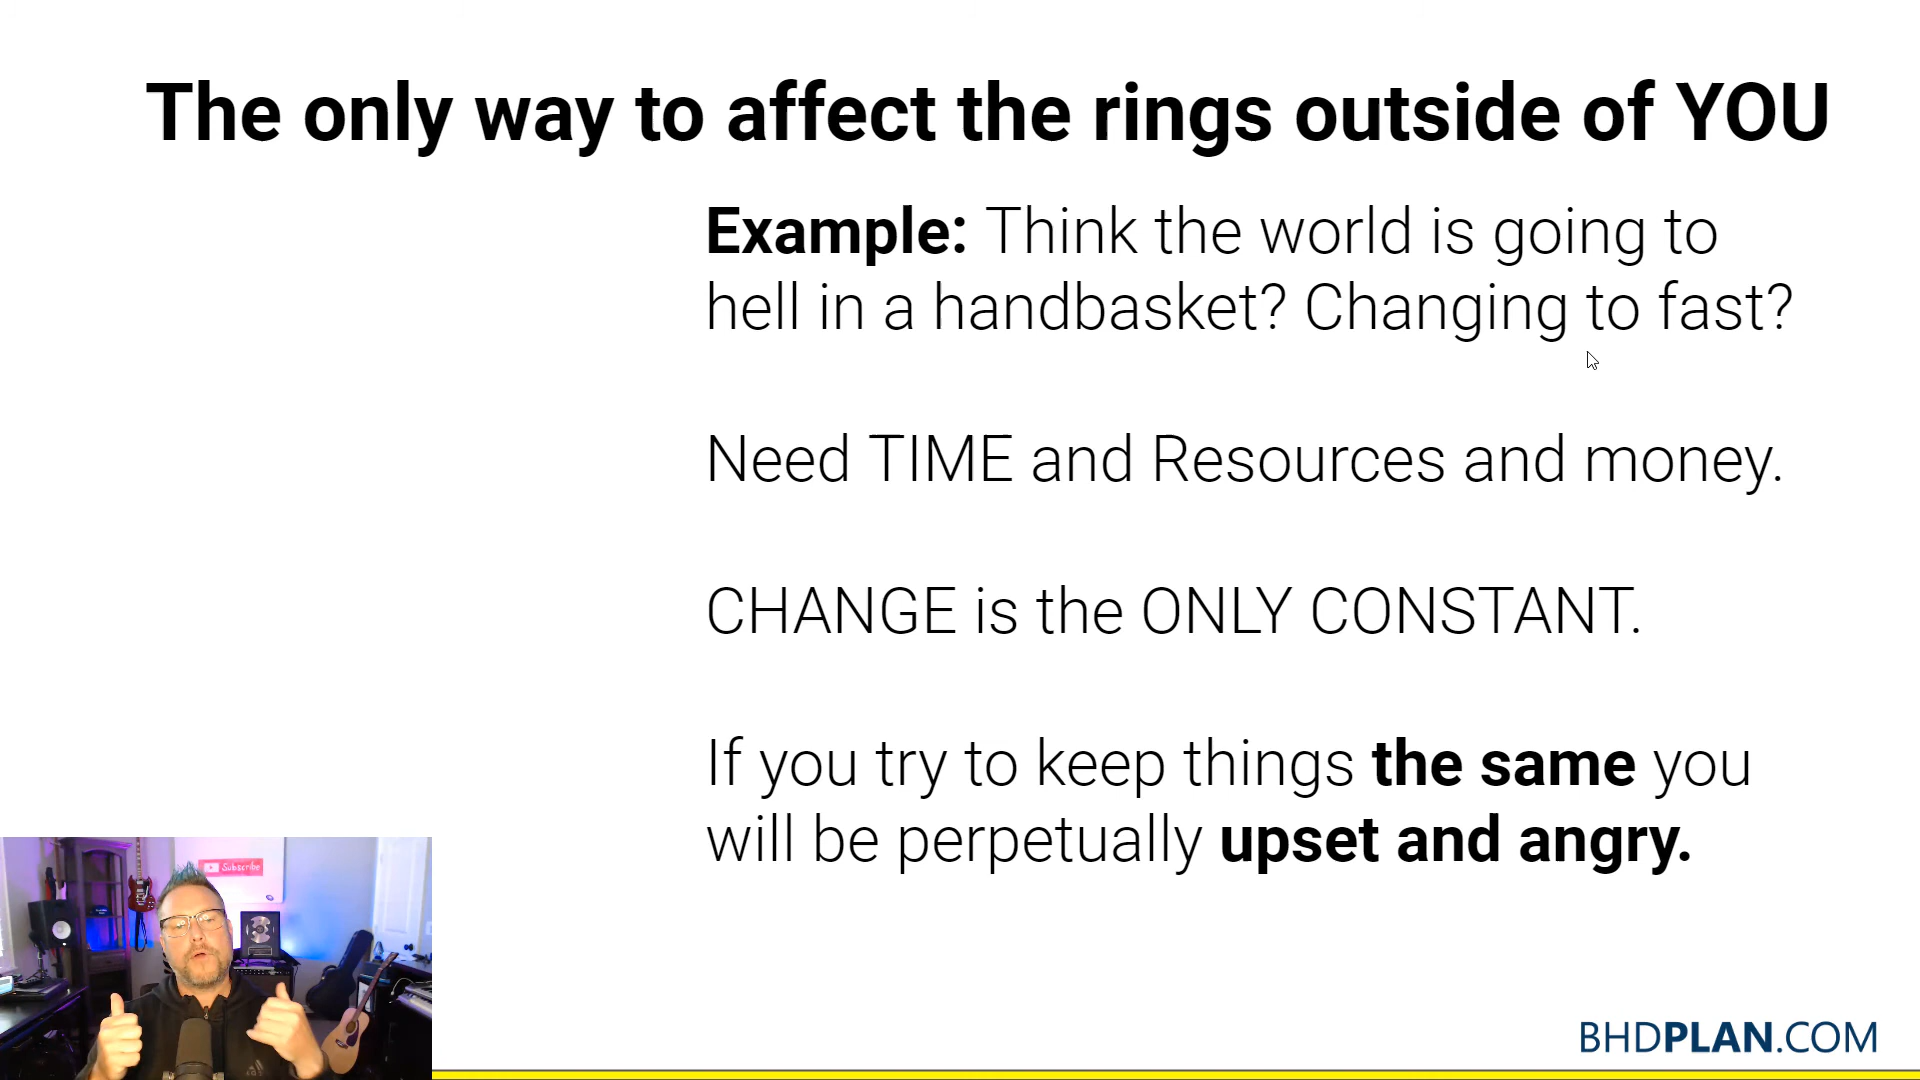 The only way to affect the rings outside of YOU
Example: Think the world is going to
hell in a handbasket? Changing to fast?
Need TIME and Resources and money.
CHANGE is the ONLY CONSTANT.
If you try to keep things the same you
will be perpetually upset and angry.
Subscribe
BHDPLAN.COM